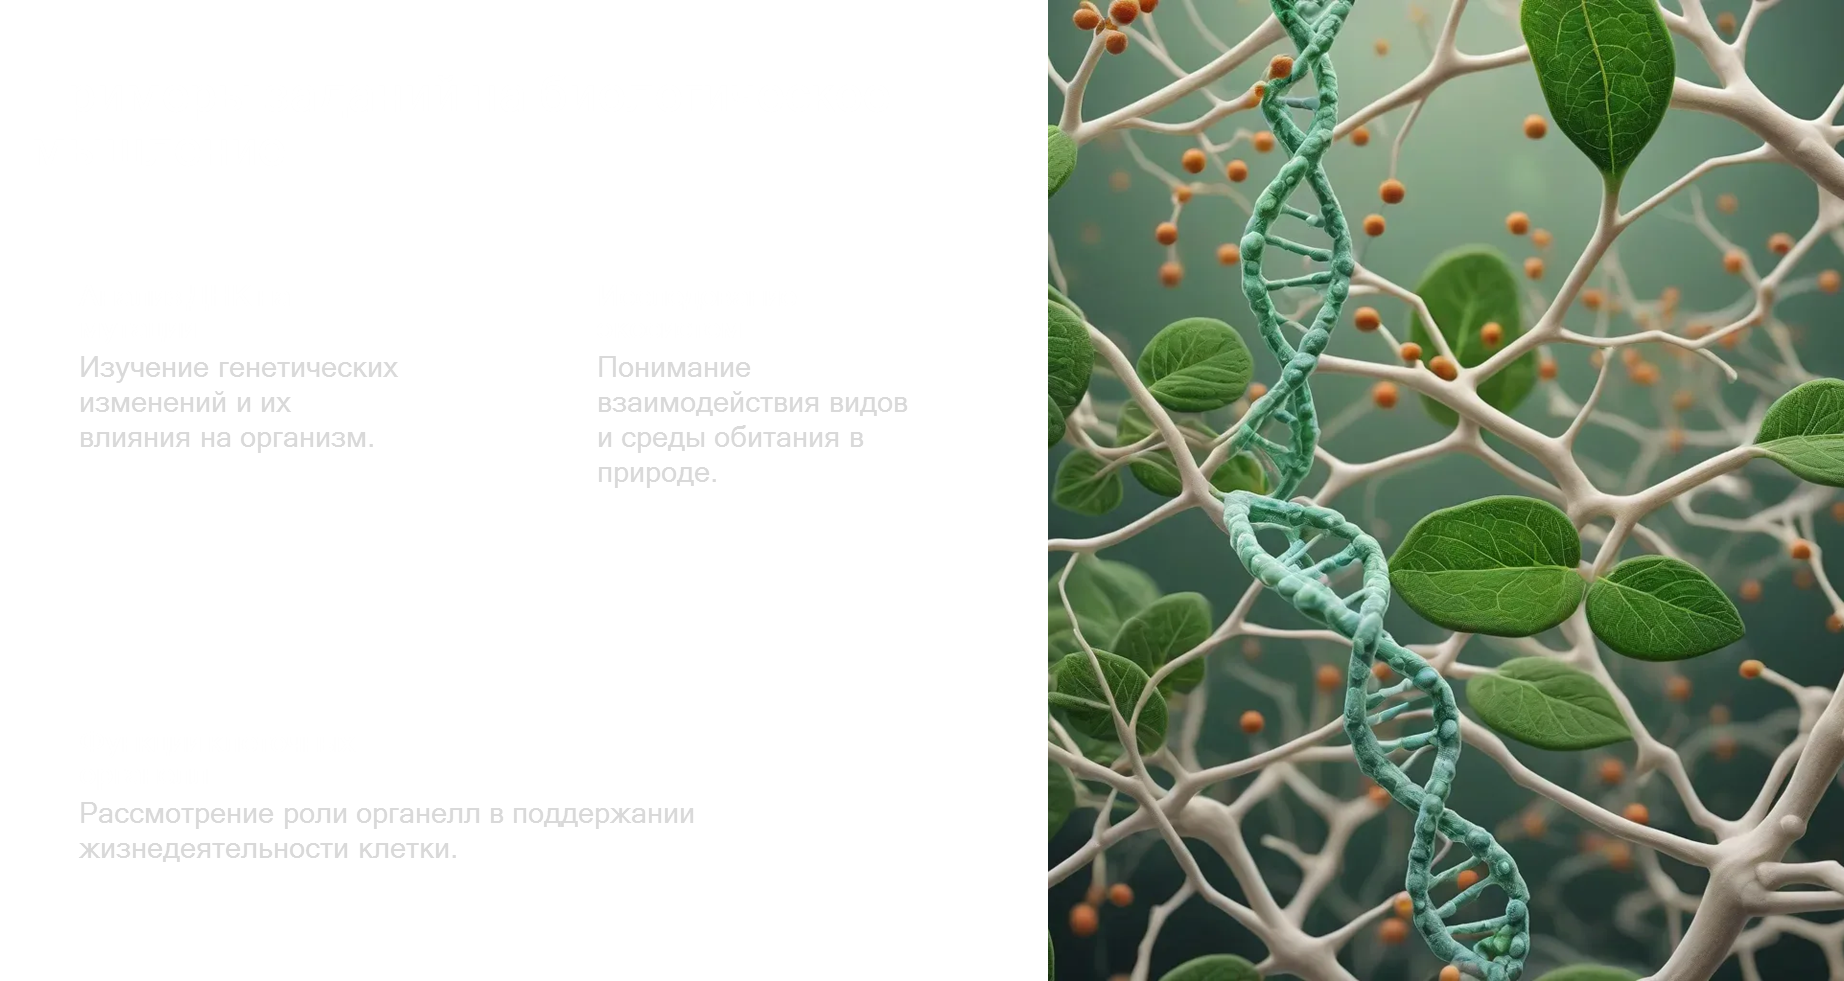 Изучение генетических
изменений и их
влияния на организм.
Понимание
взаимодействия видов
и среды обитания в
природе.
Рассмотрение роли органелл в поддержании
жизнедеятельности клетки.